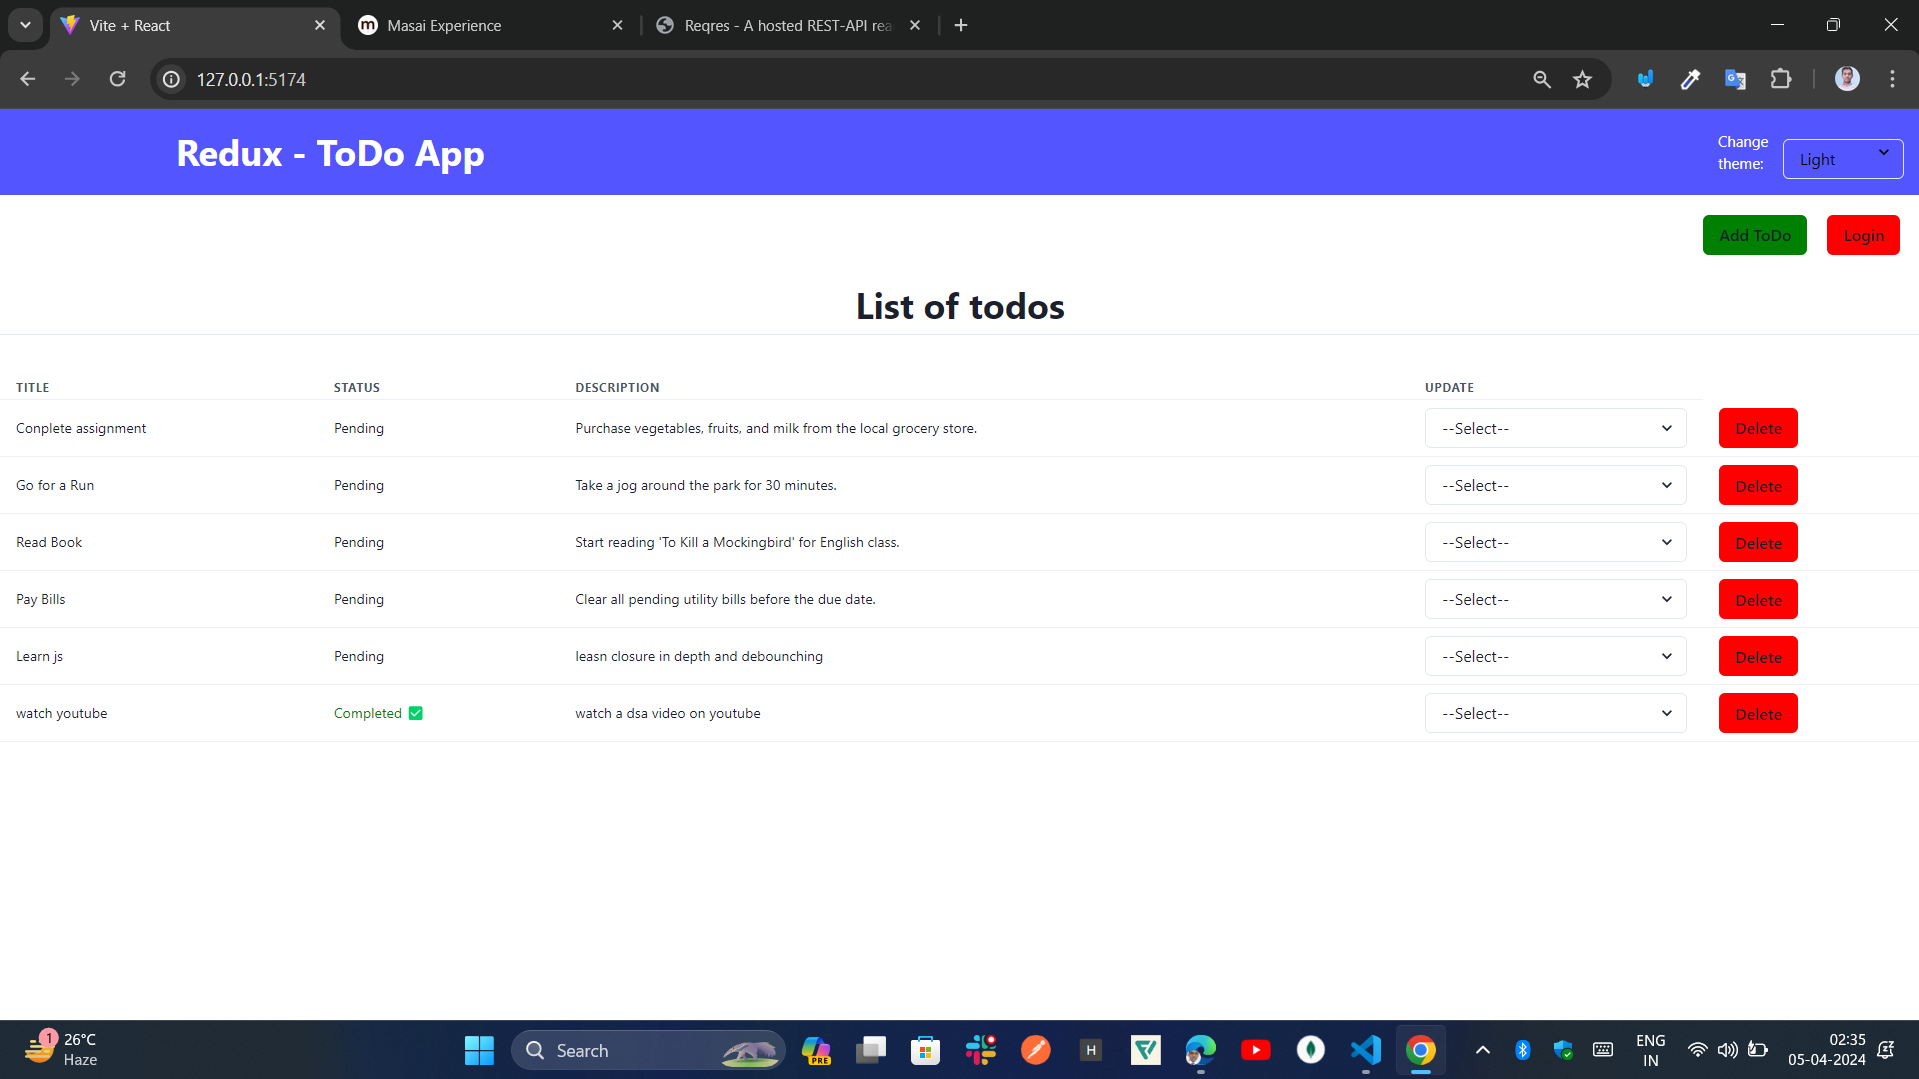 Vite + React
Masai Experience
Reqres - A hosted REST-API rea
127.0.0.1:5174
Redux - ToDo App
Change theme:
Light
Add ToDo
Login
List of todos
TITLE STATUS DESCRIPTION UPDATE
Conplete assignment Pending Purchase vegetables, fruits, and milk from the local grocery store. --Select-- Delete
Go for a Run Pending Take a jog around the park for 30 minutes. --Select-- Delete
Read Book Pending Start reading 'To Kill a Mockingbird' for English class. --Select-- Delete
Pay Bills Pending Clear all pending utility bills before the due date. --Select-- Delete
Learn js Pending leasn closure in depth and debounching --Select-- Delete
watch youtube Completed ✅ watch a dsa video on youtube --Select-- Delete
1
26°C
Haze
Search
PRE
H
ENG
IN
02:35
05-04-2024